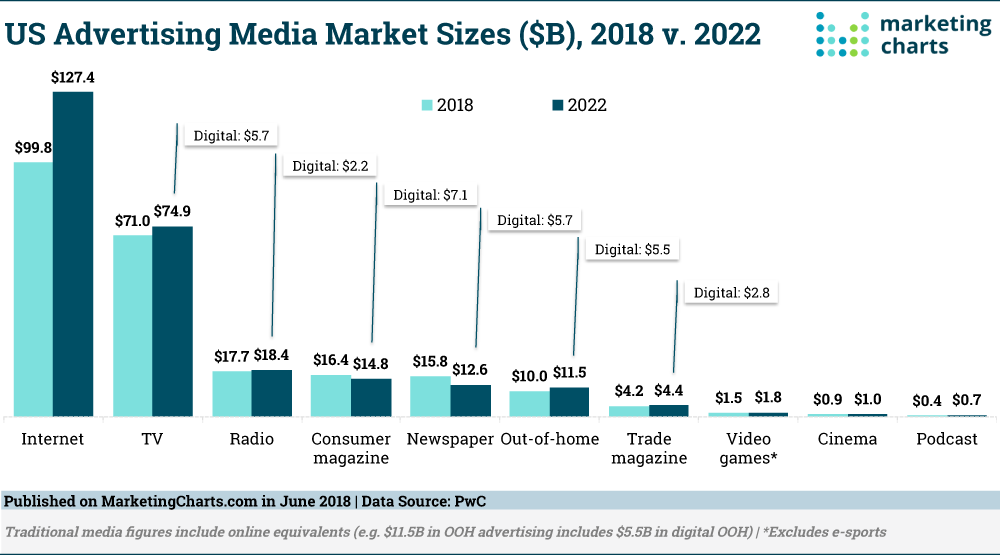 US Advertising Media Market Sizes ($B), 2018 v. 2022
marketing
charts
2018
2022
$127.4
$99.8
Digital: $5.7
Digital: $2.2
Digital: $7.1
Digital: $5.7
Digital: $5.5
Digital: $2.8
$71.0
$74.9
$17.7
$18.4
$16.4
$14.8
$15.8
$12.6
$10.0
$11.5
$4.2
$4.4
$1.5
$1.8
$0.9
$1.0
$0.4
$0.7
Internet
TV
Radio
Consumer
magazine
Newspaper
Out-of-home
Trade
magazine
Video
games*
Cinema
Podcast
Published on MarketingCharts.com in June 2018 | Data Source: PwC
Traditional media figures include online equivalents (e.g. $11.5B in OOH advertising includes $5.5B in digital OOH) | *Excludes e-sports